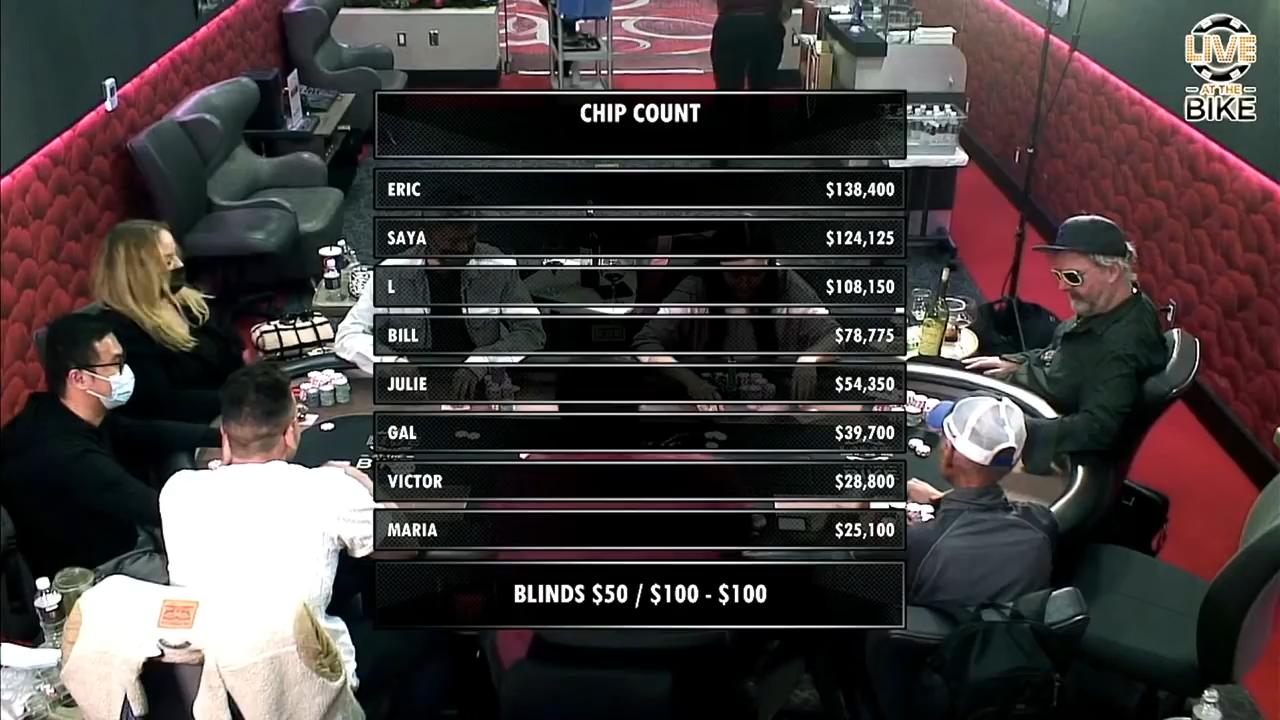 LIVE
AT THE
BIKE
CHIP COUNT
ERIC $138,400
SAYA $124,125
L $108,150
BILL $78,775
JULIE $54,350
GAL $39,700
VICTOR $28,800
MARIA $25,100
BLINDS $50 / $100 - $100